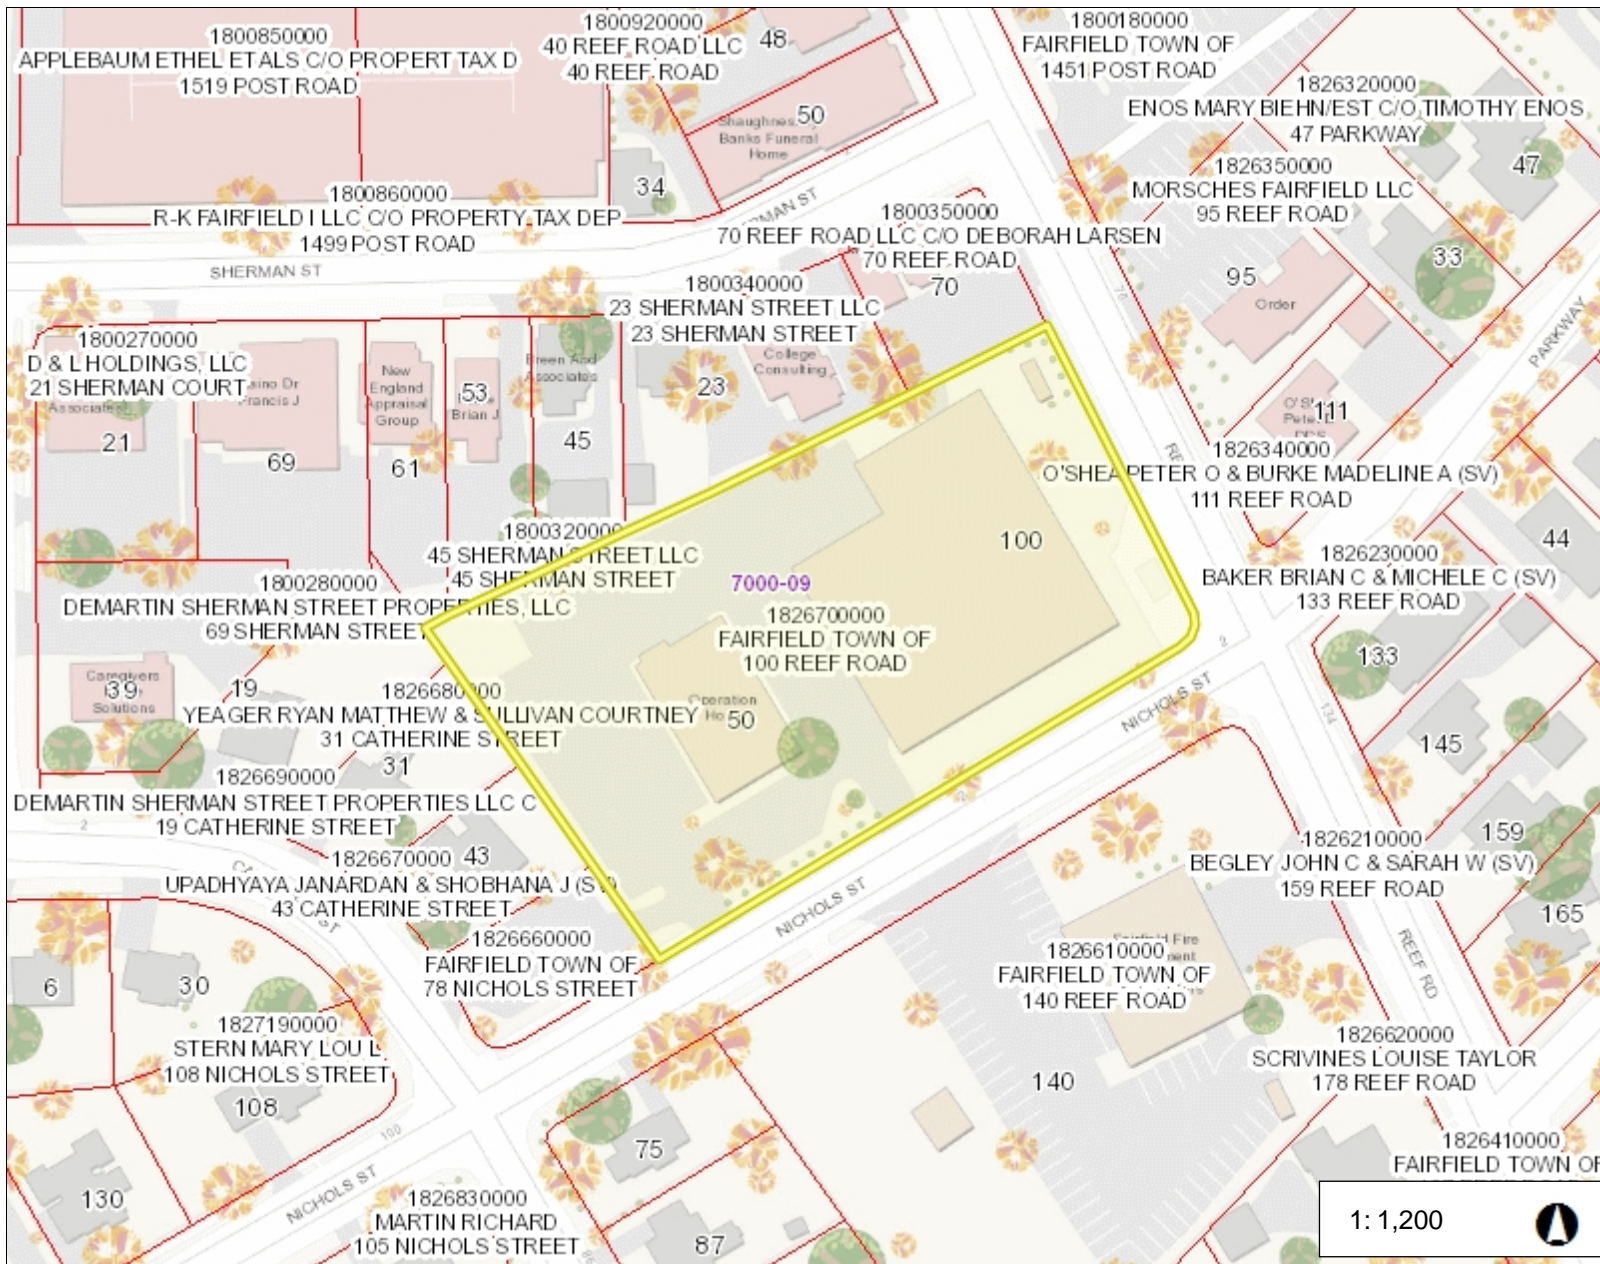 1800850000
APPLEBAUM ETHEL ET ALS C/O PROPERT TAX D
1519 POST ROAD
1800920000
40 REEF ROAD LLC
40 REEF ROAD
48
50
Banks Funeral
Home
1800180000
FAIRFIELD TOWN OF
1451 POST ROAD
1826320000
ENOS MARY BIEHN/EST C/O TIMOTHY ENOS
47 PARKWAY
47
34
1826350000
MORSCHES FAIRFIELD LLC
95 REEF ROAD
1800860000
R-K FAIRFIELD I LLC C/O PROPERTY TAX DEP
1499 POST ROAD
SHERMAN ST
1800350000
70 REEF ROAD LLC C/O DEBORAH LARSEN
70 REEF ROAD
70
95
Order
33
PARKWAY
1800340000
23 SHERMAN STREET LLC
23 SHERMAN STREET
College
Consulting
23
1800270000
D & L HOLDINGS, LLC
21 SHERMAN COURT
Associates
21
Francis J
69
New
England
Appraisal
Group
61
53
Brian J
Associates
45
111
1826340000
O'SHEA PETER O & BURKE MADELINE A (SV)
111 REEF ROAD
44
100
1800320000
45 SHERMAN STREET LLC
45 SHERMAN STREET
1826230000
BAKER BRIAN C & MICHELE C (SV)
133 REEF ROAD
133
1800280000
DEMARTIN SHERMAN STREET PROPERTIES, LLC
69 SHERMAN STREET
7000-09
1826700000
FAIRFIELD TOWN OF
100 REEF ROAD
Caregivers
39
Solutions
19
1826680000
YEAGER RYAN MATTHEW & SULLIVAN COURTNEY
31 CATHERINE STREET
31
Operation
50
NICHOLS ST
2
134
145
1826690000
DEMARTIN SHERMAN STREET PROPERTIES LLC C
19 CATHERINE STREET
2
1826670000
43
UPADHYAYA JANARDAN & SHOBHANA J (SV)
43 CATHERINE STREET
NICHOLS ST
159
1826210000
BEGLEY JOHN C & SARAH W (SV)
159 REEF ROAD
165
1826660000
FAIRFIELD TOWN OF
78 NICHOLS STREET
1826610000
FAIRFIELD TOWN OF
140 REEF ROAD
REEF RD
6
30
1827190000
STERN MARY LOU L
108 NICHOLS STREET
108
100
140
1826620000
SCRIVINES LOUISE TAYLOR
178 REEF ROAD
75
1826410000
FAIRFIELD TOWN OF
130
NICHOLS ST
1826830000
MARTIN RICHARD
105 NICHOLS STREET
87
1: 1,200